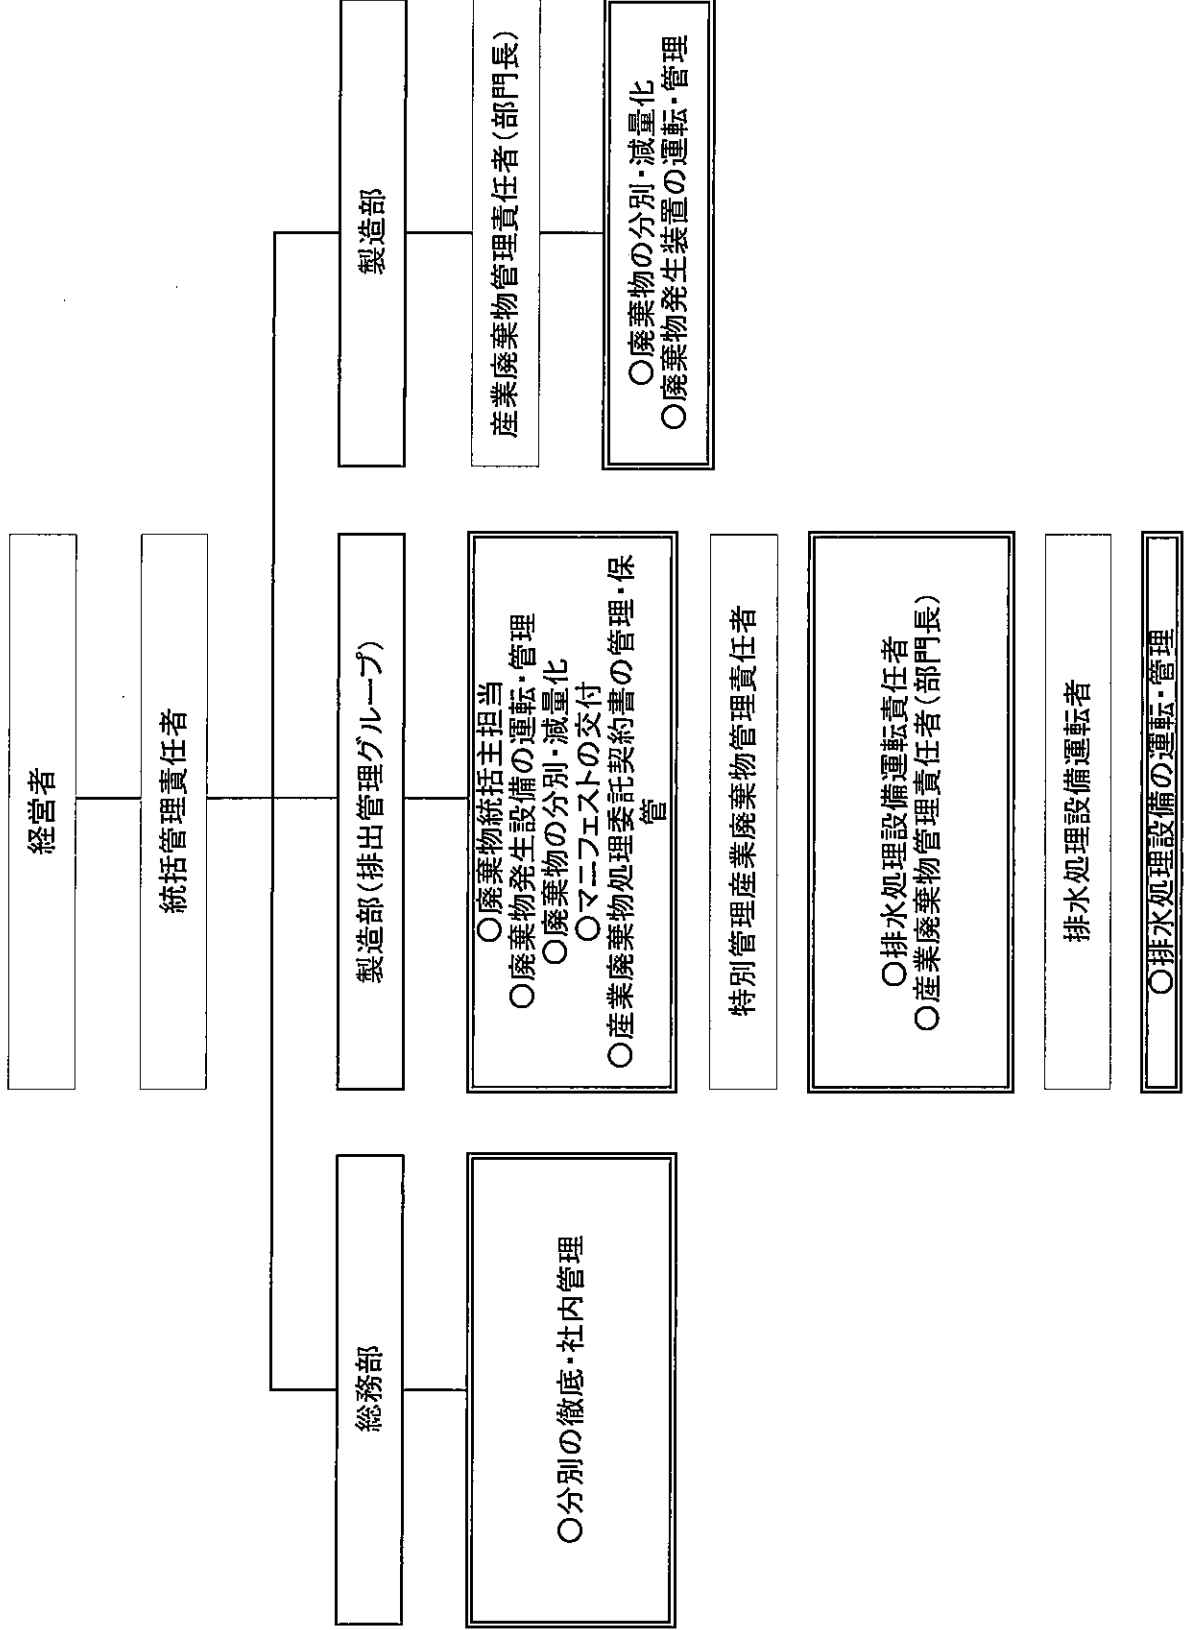 経営者
統括管理責任者
総務部
○分別の徹底・社内管理
製造部(排出管理グループ)
○廃棄物統括主担当
○廃棄物発生設備の運転・管理
○廃棄物の分別・減量化
○マニフェストの交付
○産業廃棄物処理委託契約書の管理・保
管
特別管理産業廃棄物管理責任者
○排水処理設備運転責任者
○産業廃棄物管理責任者(部門長)
排水処理設備運転者
○排水処理設備の運転・管理
製造部
産業廃棄物管理責任者(部門長)
○廃棄物の分別・減量化
○廃棄物発生装置の運転・管理